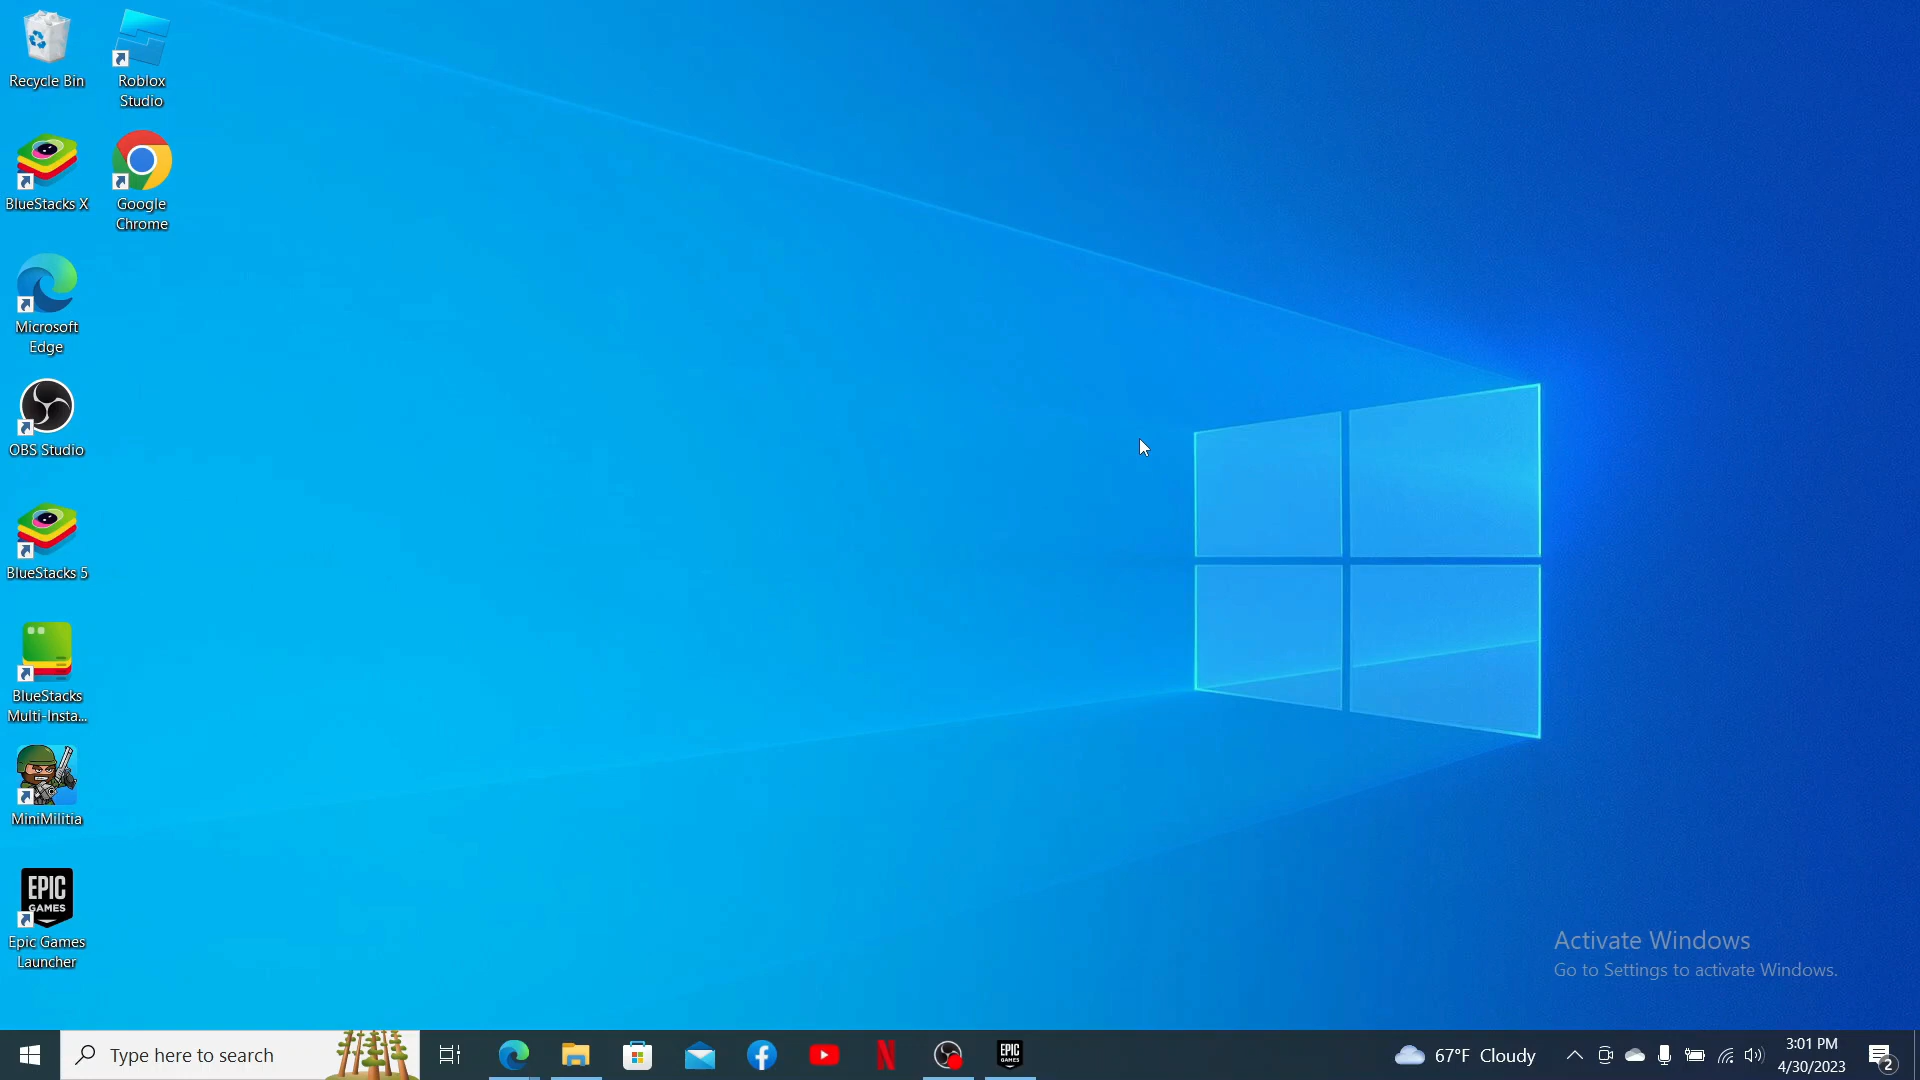 Recycle Bin
Roblox
Studio
BlueStacks X
Google
Chrome
Microsoft
Edge
OBS Studio
BlueStacks 5
BlueStacks
Multi-Insta...
MiniMilitia
EPIC
GAMES
Epic Games
Launcher
Activate Windows
Go to Settings to activate Windows.
Type here to search
EPIC
GAMES
67°F Cloudy
3:01 PM
4/30/2023
2